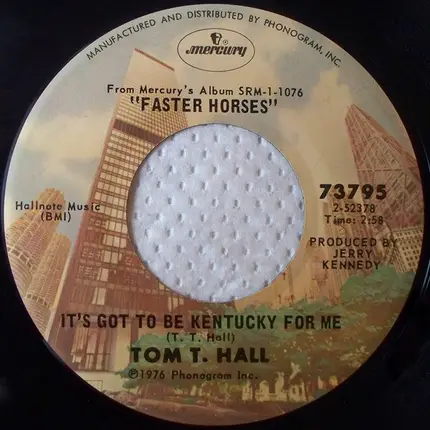 MANUFACTURED AND DISTRIBUTED BY PHONOGRAM, INC.
mercury
From Mercury's Album SRM-1-1076
"FASTER HORSES"
Hallnote Music
(BMI)
73795
2-52378
Time: 2:58
PRODUCED BY
JERRY
KENNEDY
IT'S GOT TO BE KENTUCKY FOR ME
(T. T. Hall)
TOM T. HALL
℗1976 Phonogram Inc.